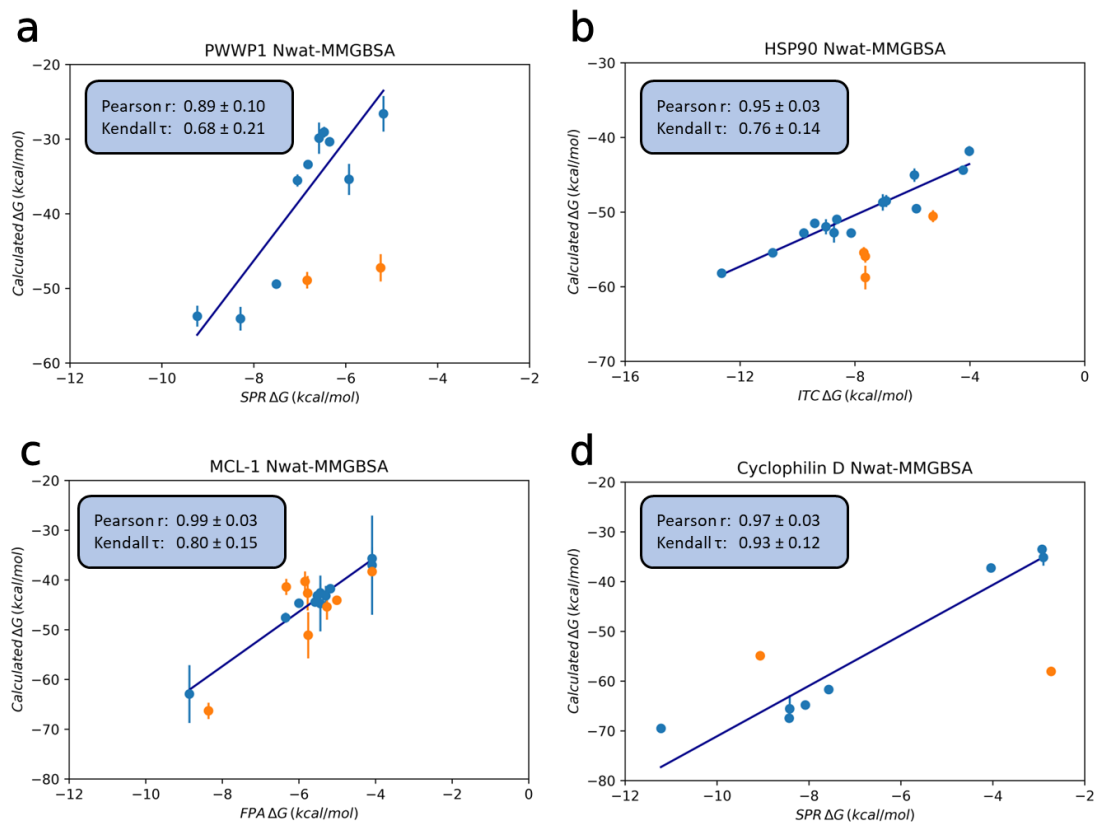 a
PWWP1 Nwat-MMGBSA
Pearson r: 0.89 ± 0.10
Kendall τ: 0.68 ± 0.21
−20
−30
−40
−50
−60
Calculated ΔG (kcal/mol)
−12 −10 −8 −6 −4 −2
SPR ΔG (kcal/mol)
b
HSP90 Nwat-MMGBSA
Pearson r: 0.95 ± 0.03
Kendall τ: 0.76 ± 0.14
−30
−40
−50
−60
−70
Calculated ΔG (kcal/mol)
−16 −12 −8 −4 0
ITC ΔG (kcal/mol)
c
MCL-1 Nwat-MMGBSA
Pearson r: 0.99 ± 0.03
Kendall τ: 0.80 ± 0.15
−20
−30
−40
−50
−60
−70
−80
Calculated ΔG (kcal/mol)
−12 −10 −8 −6 −4 −2 0
FPA ΔG (kcal/mol)
d
Cyclophilin D Nwat-MMGBSA
Pearson r: 0.97 ± 0.03
Kendall τ: 0.93 ± 0.12
−20
−30
−40
−50
−60
−70
−80
Calculated ΔG (kcal/mol)
−12 −10 −8 −6 −4 −2
SPR ΔG (kcal/mol)